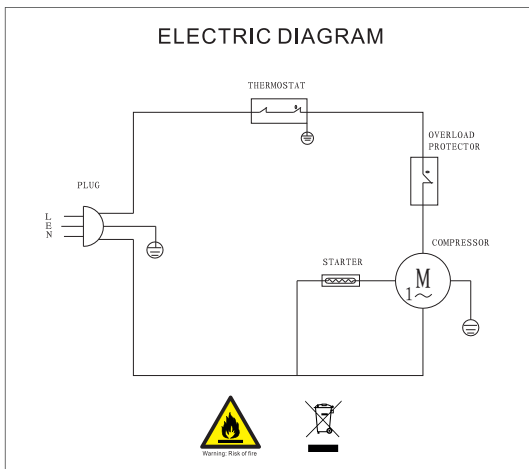 ELECTRIC DIAGRAM
THERMOSTAT
OVERLOAD
PROTECTOR
PLUG
L
E
N
COMPRESSOR
STARTER
M
1~
Warning: Risk of fire